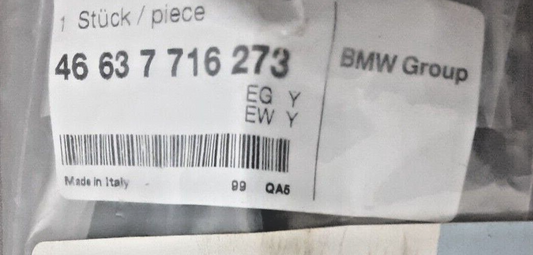 1 Stück / piece
46 63 7 716 273
BMW Group
EG Y
EW Y
Made in Italy 99 QA5